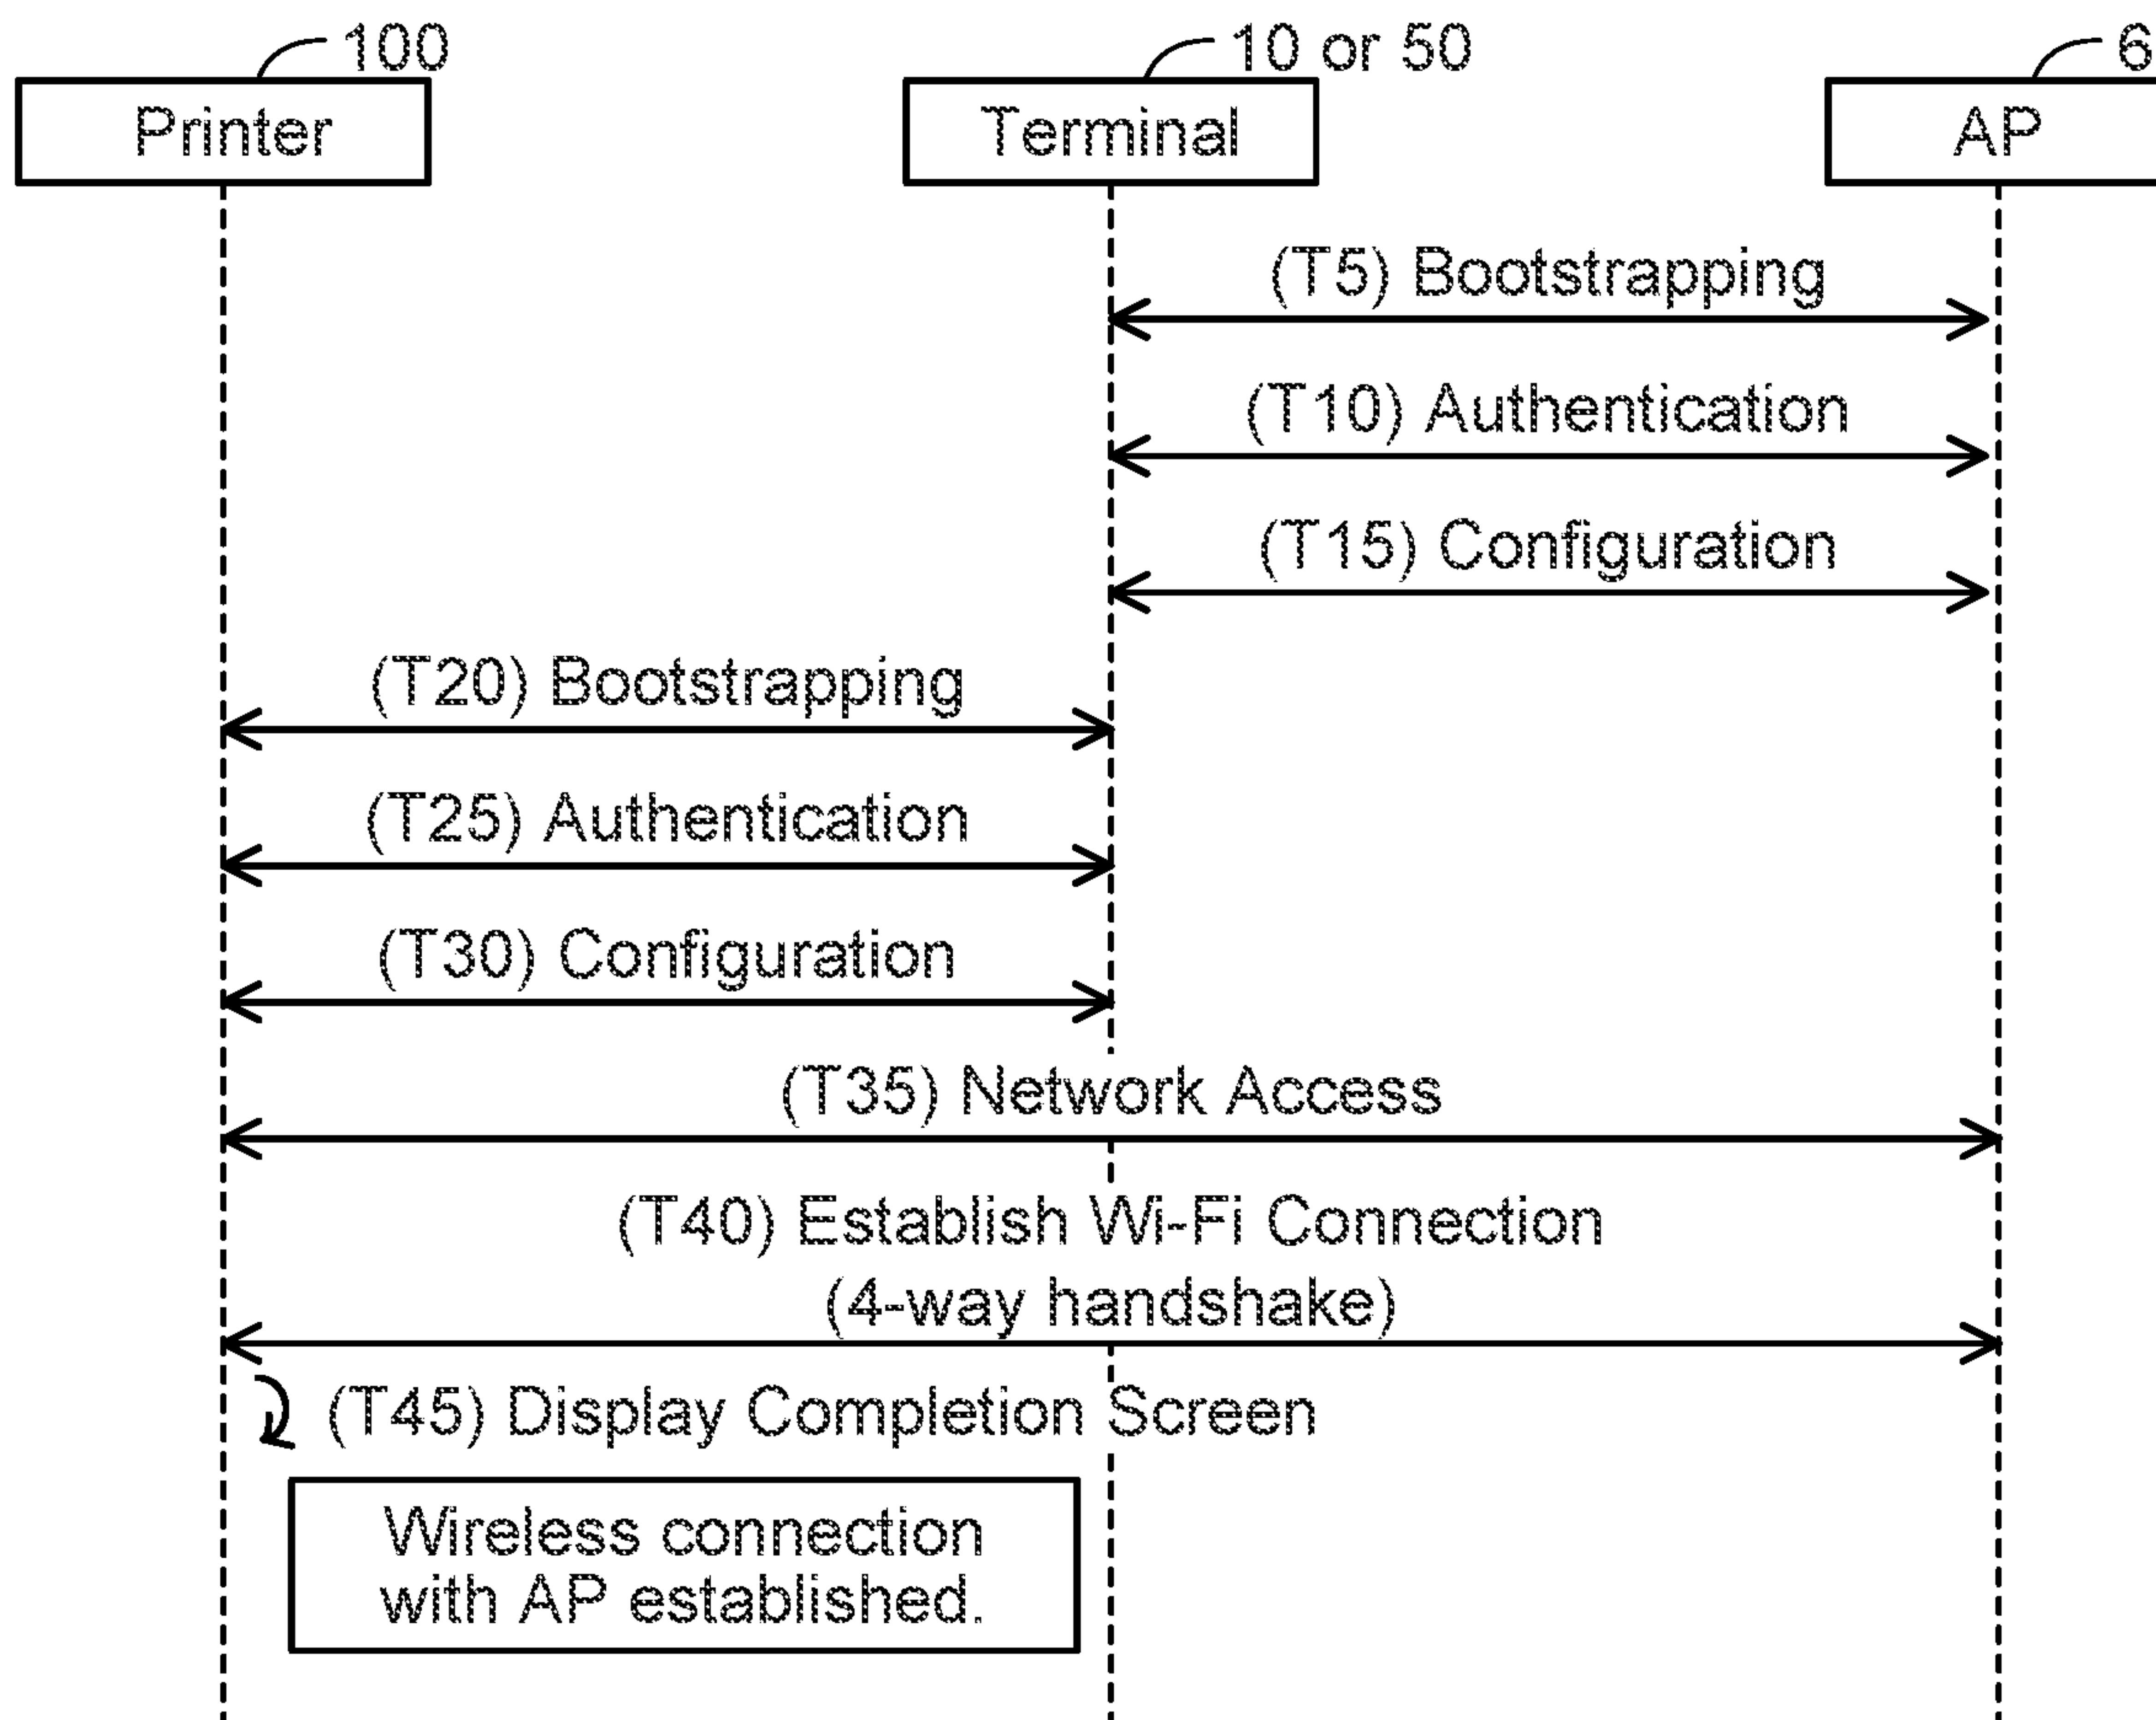 100
10 or 50
6
Printer
Terminal
AP
(T5) Bootstrapping
(T10) Authentication
(T15) Configuration
(T20) Bootstrapping
(T25) Authentication
(T30) Configuration
(T35) Network Access
(T40) Establish Wi-Fi Connection
(4-way handshake)
(T45) Display Completion Screen
Wireless connection
with AP established.